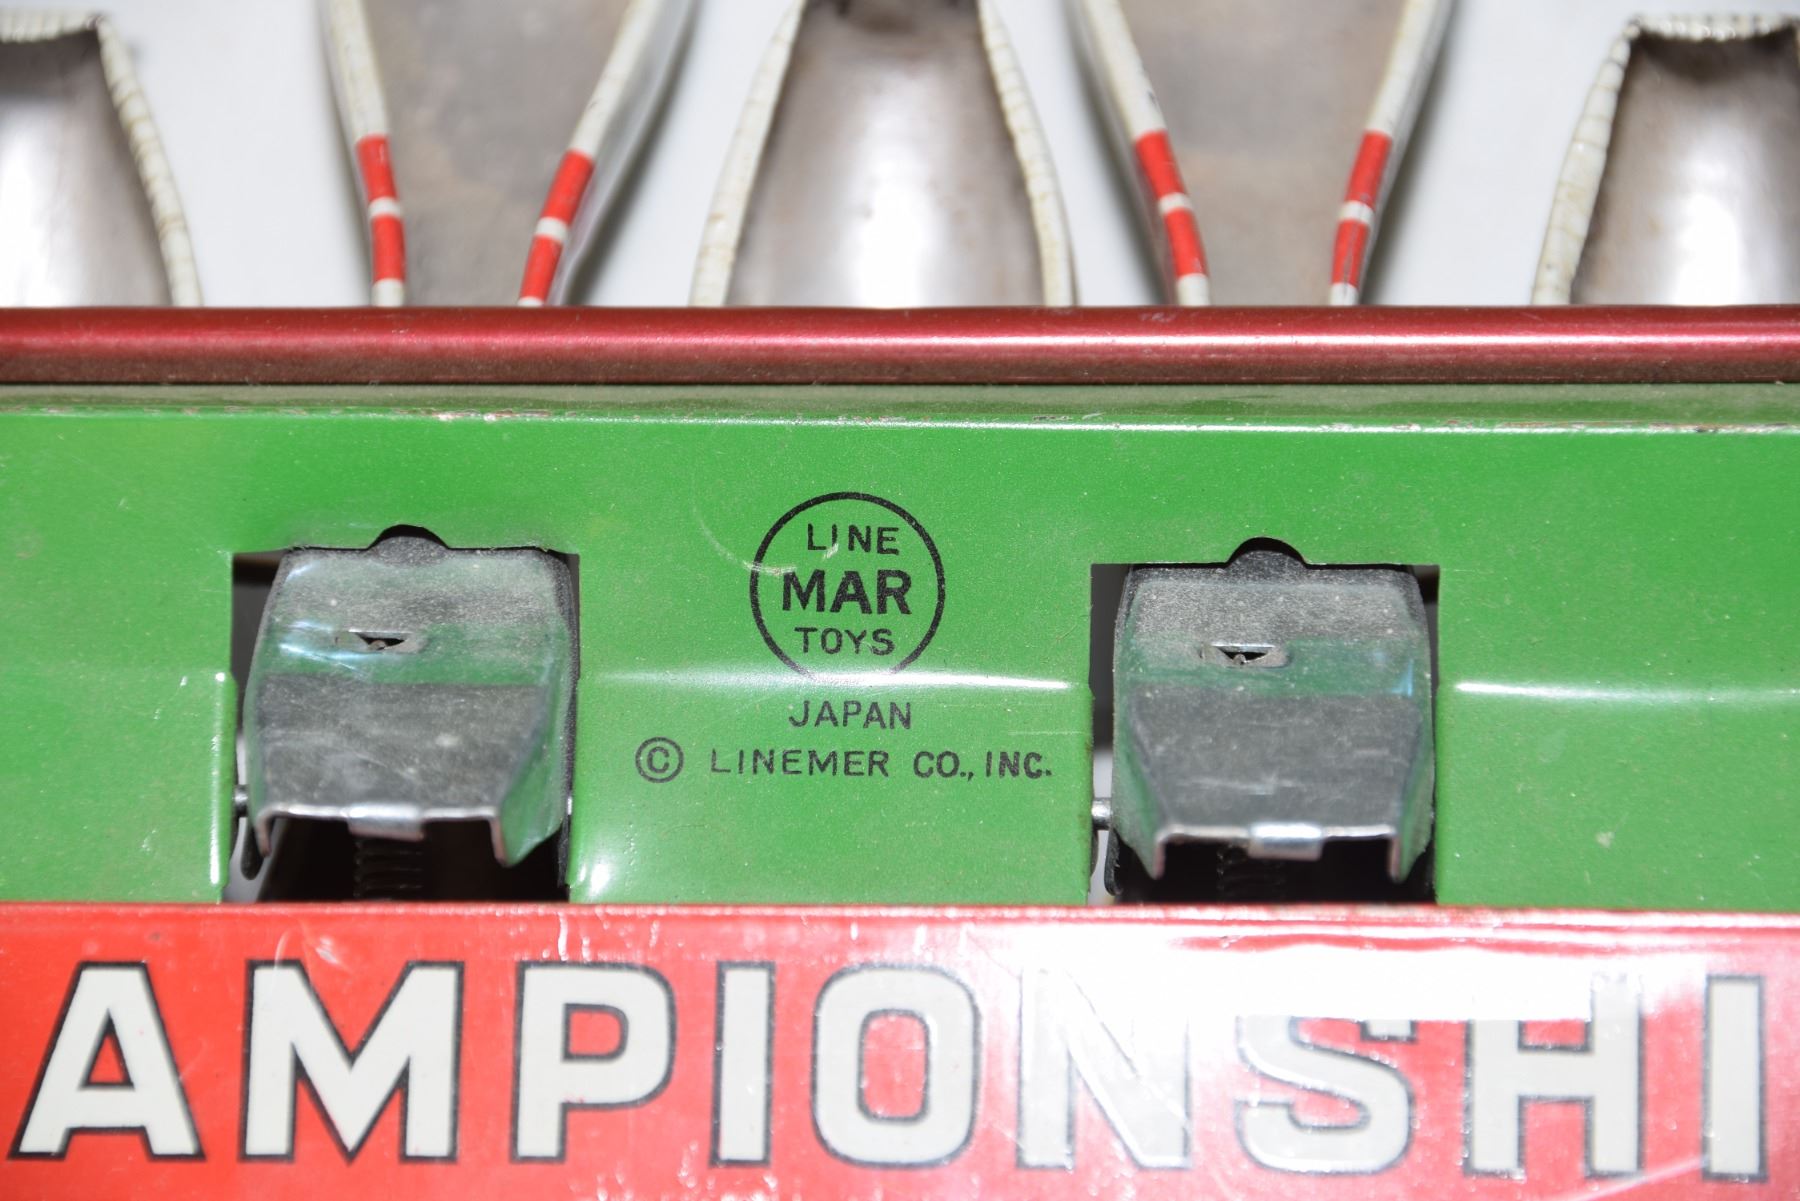 LINE
MAR
TOYS
JAPAN
© LINEMER CO., INC.
AMPIONSHI